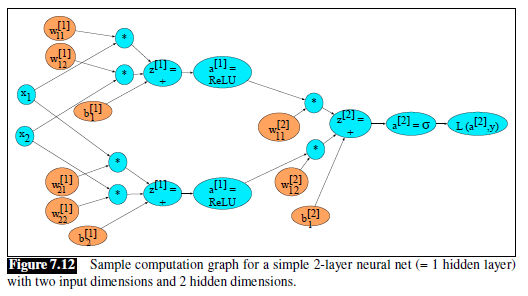 w[1]11
w[1]12
*
*
x1
x2
b[1]1
z[1] =
+
a[1] =
ReLU
w[2]11
*
*
z[2] =
+
a[2] = σ
L (a[2],y)
w[1]21
w[1]22
*
*
b[1]2
z[1] =
+
a[1] =
ReLU
w[2]12
b[2]1
Figure 7.12 Sample computation graph for a simple 2-layer neural net (= 1 hidden layer)
with two input dimensions and 2 hidden dimensions.